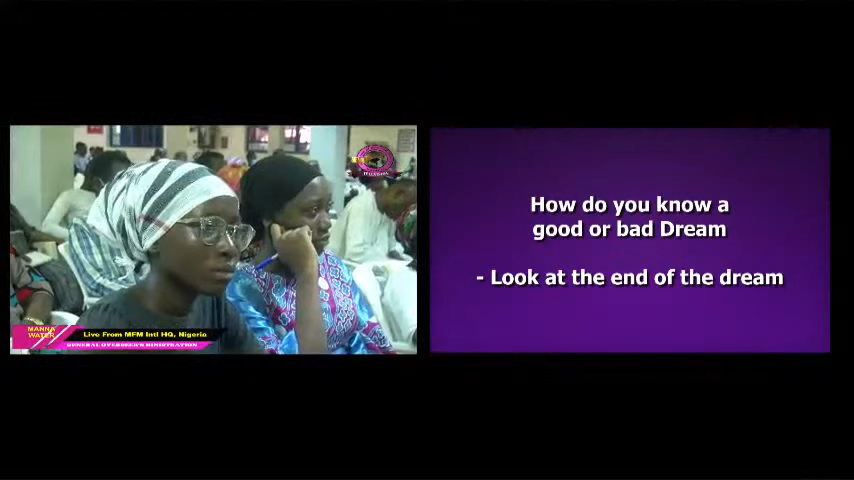 MANNA
WATER
Live From MFM Intl HQ, Nigeria
GENERAL OVERSEER'S MINISTRATION
How do you know a
good or bad Dream
- Look at the end of the dream